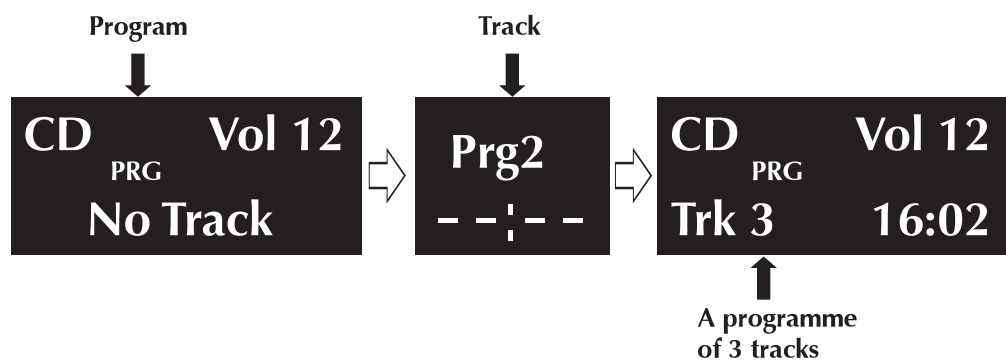 Program
CD Vol 12
PRG
No Track
Track
Prg2
– – ¦ – –
CD Vol 12
PRG
Trk 3 16:02
A programme
of 3 tracks